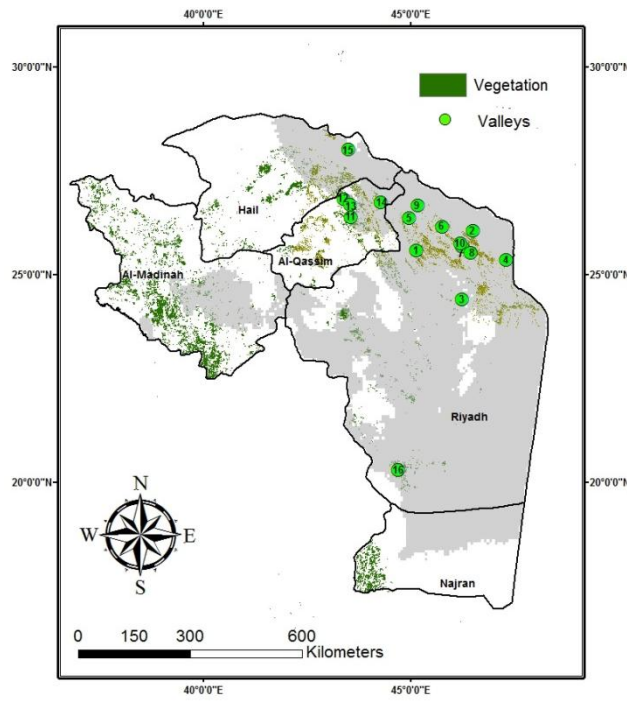 40°0'0"N 45°0'0"N
30°0'0"N 30°0'0"N
Vegetation
Valleys
15
Hail
12
13
14
11
9
5
6
2
10
7
8
1
4
Al-Qassim
Al-Madinah
25°0'0"N 25°0'0"N
3
Riyadh
16
20°0'0"N 20°0'0"N
N
W E
S
Najran
0 150 300 600
Kilometers
40°0'0"N 45°0'0"N